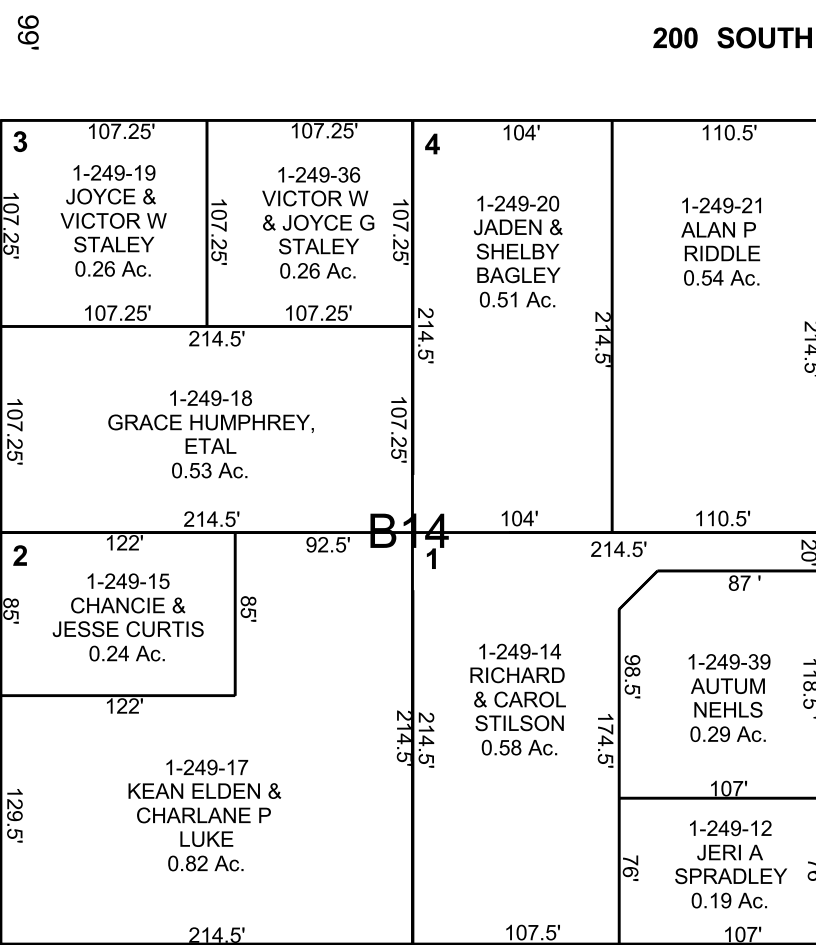 99'
200 SOUTH
3
107.25'
107.25'
4
104'
110.5'
1-249-19
JOYCE &
VICTOR W
STALEY
0.26 Ac.
107.25'
107.25'
1-249-36
VICTOR W
& JOYCE G
STALEY
0.26 Ac.
107.25'
1-249-20
JADEN &
SHELBY
BAGLEY
0.51 Ac.
1-249-21
ALAN P
RIDDLE
0.54 Ac.
107.25'
107.25'
214.5'
214.5'
214.5'
214.5'
1-249-18
GRACE HUMPHREY,
ETAL
0.53 Ac.
107.25'
107.25'
214.5'
B14
104'
110.5'
2
122'
92.5'
1
214.5'
20'
87 '
1-249-15
CHANCIE &
JESSE CURTIS
0.24 Ac.
85'
85'
122'
1-249-14
RICHARD
& CAROL
STILSON
0.58 Ac.
98.5'
1-249-39
AUTUM
NEHLS
0.29 Ac.
118.5'
214.5'
214.5'
174.5'
1-249-17
KEAN ELDEN &
CHARLANE P
LUKE
0.82 Ac.
129.5'
107'
1-249-12
JERI A
SPRADLEY
0.19 Ac.
76'
214.5'
107.5'
107'